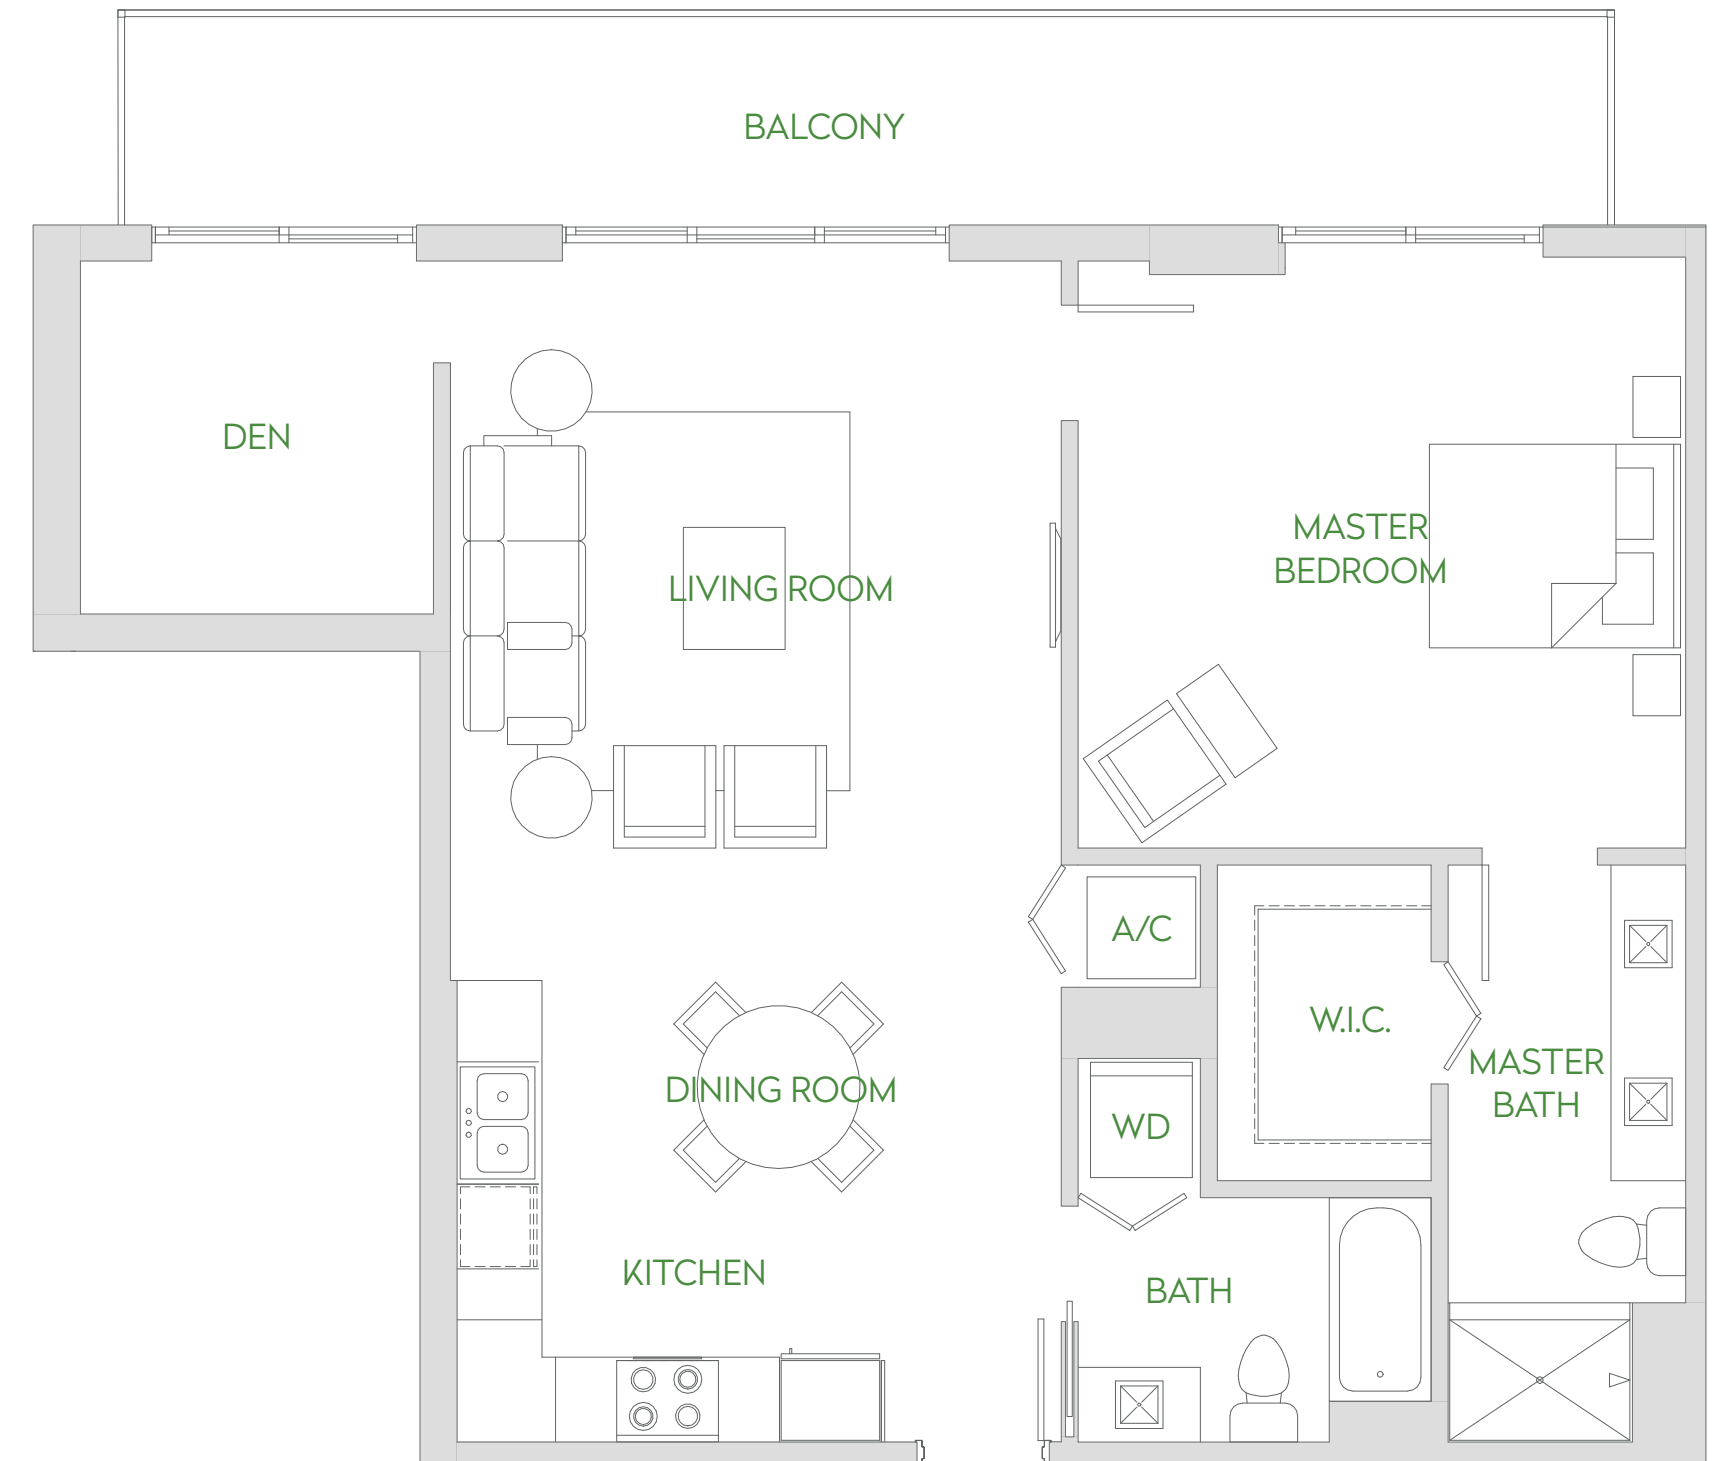 BALCONY
DEN
LIVING ROOM
MASTER
BEDROOM
A/C
W.I.C.
MASTER
BATH
DINING ROOM
WD
KITCHEN
BATH